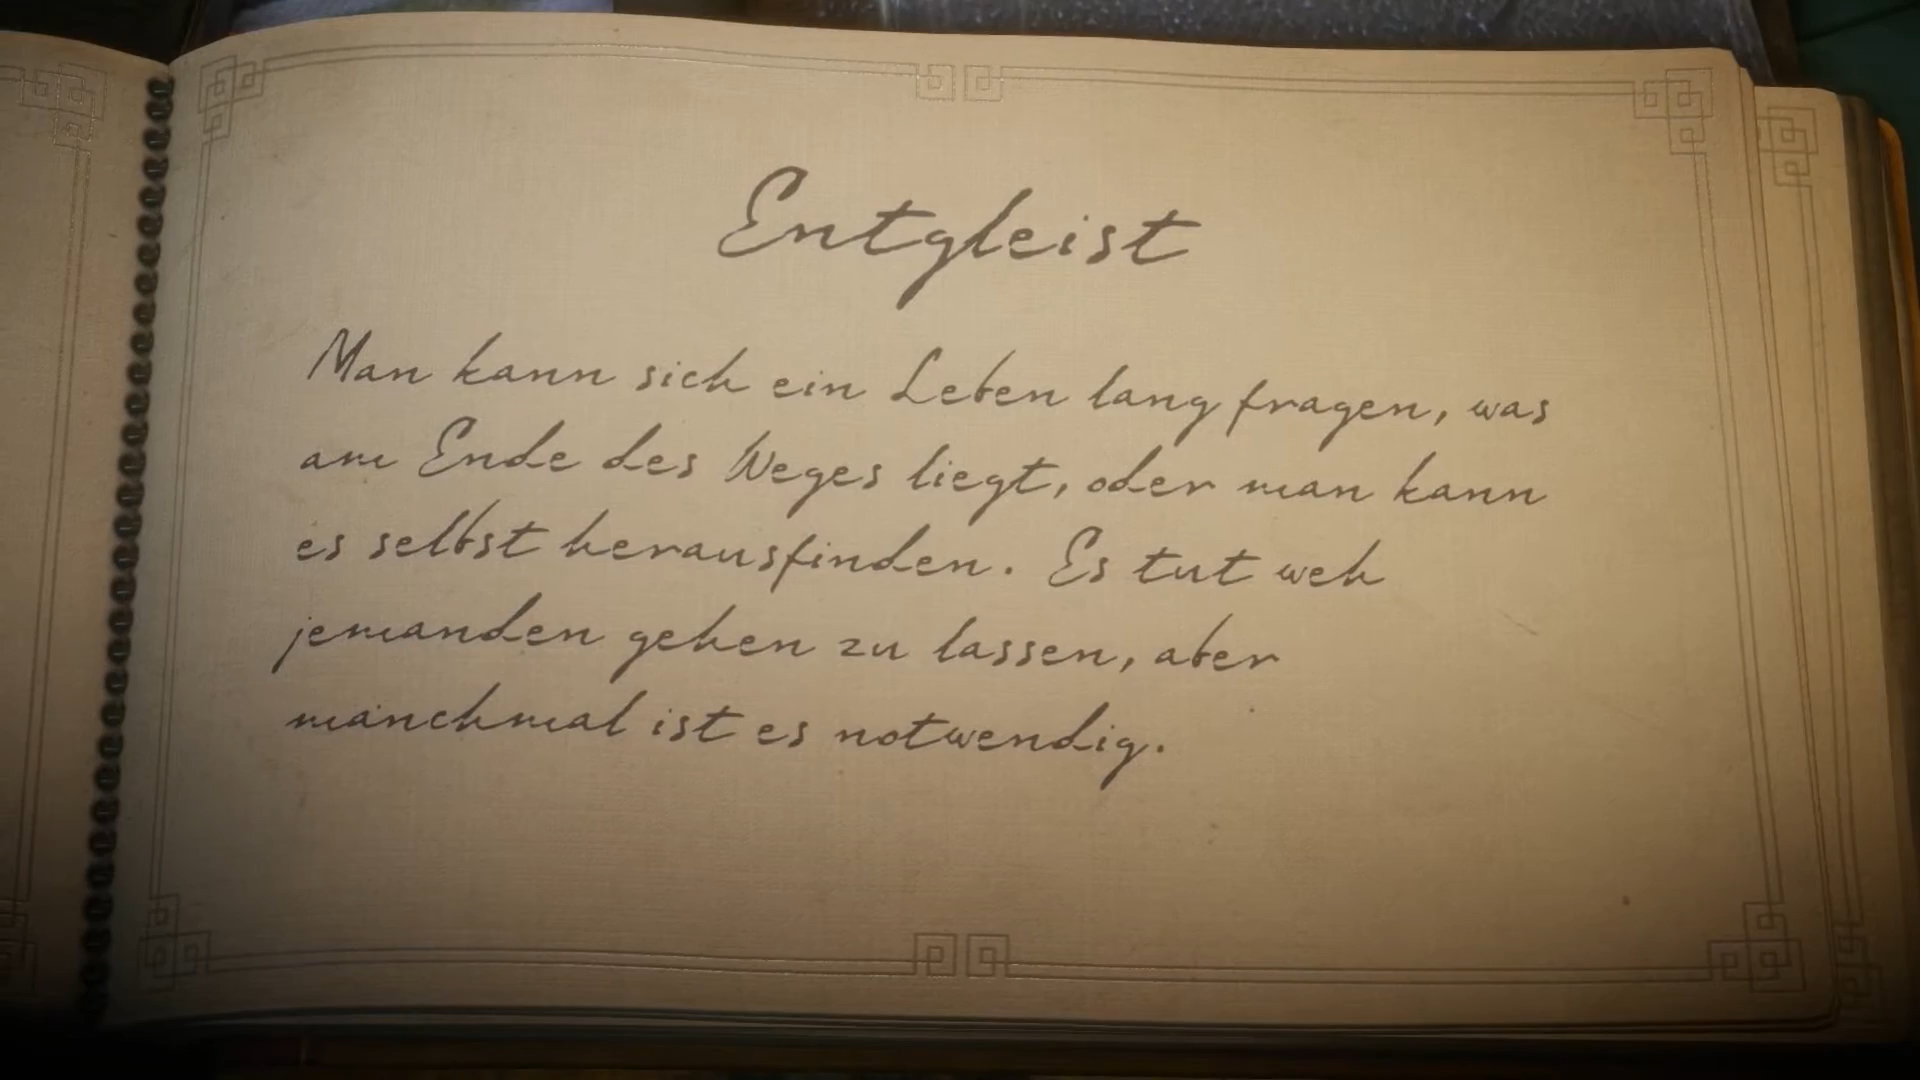 Entgleist
Man kann sich ein Leben lang fragen, was
am Ende des Weges liegt, oder man kann
es selbst herausfinden. Es tut weh
jemanden gehen zu lassen, aber
manchmal ist es notwendig.